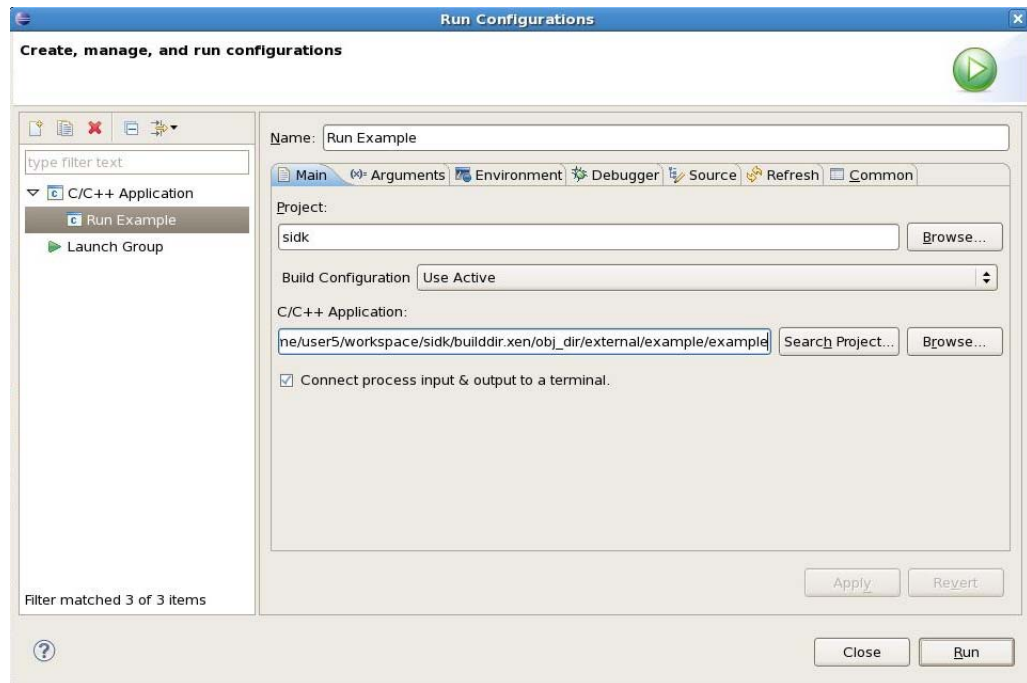 Run Configurations
Create, manage, and run configurations
type filter text
C/C++ Application
Run Example
Launch Group
Filter matched 3 of 3 items
Name: Run Example
Main (x)= Arguments Environment Debugger Source Refresh Common
Project:
sidk Browse...
Build Configuration Use Active
C/C++ Application:
ne/user5/workspace/sidk/builddir.xen/obj_dir/external/example/example Search Project... Browse...
Connect process input & output to a terminal.
Apply Revert
? Close Run